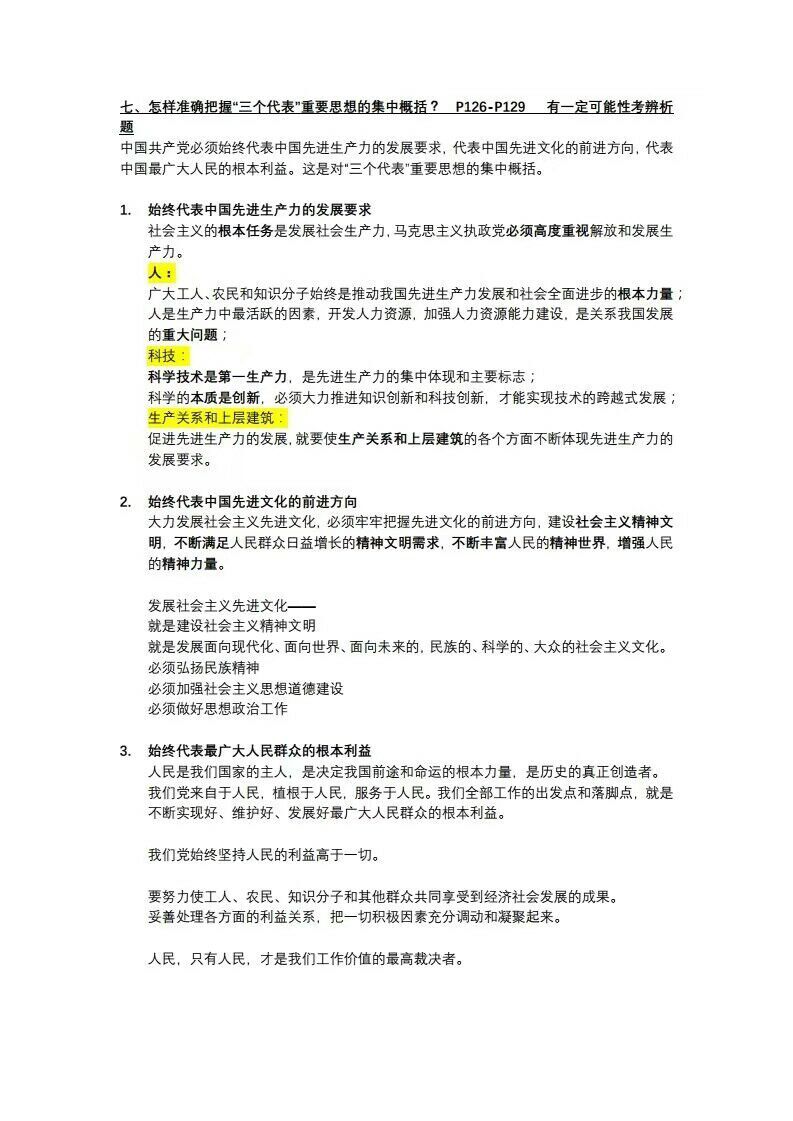 七、怎样准确把握“三个代表”重要思想的集中概括？ P126-P129 有一定可能性考辨析
题
中国共产党必须始终代表中国先进生产力的发展要求，代表中国先进文化的前进方向，代表
中国最广大人民的根本利益。这是对“三个代表”重要思想的集中概括。
1. 始终代表中国先进生产力的发展要求
社会主义的根本任务是发展社会生产力，马克思主义执政党必须高度重视解放和发展生
产力。
人：
广大工人、农民和知识分子始终是推动我国先进生产力发展和社会全面进步的根本力量；
人是生产力中最活跃的因素，开发人力资源，加强人力资源能力建设，是关系我国发展
的重大问题；
科技：
科学技术是第一生产力，是先进生产力的集中体现和主要标志；
科学的本质是创新，必须大力推进知识创新和科技创新，才能实现技术的跨越式发展；
生产关系和上层建筑：
促进先进生产力的发展，就要使生产关系和上层建筑的各个方面不断体现先进生产力的
发展要求。
2. 始终代表中国先进文化的前进方向
大力发展社会主义先进文化，必须牢牢把握先进文化的前进方向，建设社会主义精神文
明，不断满足人民群众日益增长的精神文明需求，不断丰富人民的精神世界，增强人民
的精神力量。
发展社会主义先进文化——
就是建设社会主义精神文明
就是发展面向现代化、面向世界、面向未来的，民族的、科学的、大众的社会主义文化。
必须弘扬民族精神
必须加强社会主义思想道德建设
必须做好思想政治工作
3. 始终代表最广大人民群众的根本利益
人民是我们国家的主人，是决定我国前途和命运的根本力量，是历史的真正创造者。
我们党来自于人民，植根于人民，服务于人民。我们全部工作的出发点和落脚点，就是
不断实现好、维护好、发展好最广大人民群众的根本利益。
我们党始终坚持人民的利益高于一切。
要努力使工人、农民、知识分子和其他群众共同享受到经济社会发展的成果。
妥善处理各方面的利益关系，把一切积极因素充分调动和凝聚起来。
人民，只有人民，才是我们工作价值的最高裁决者。